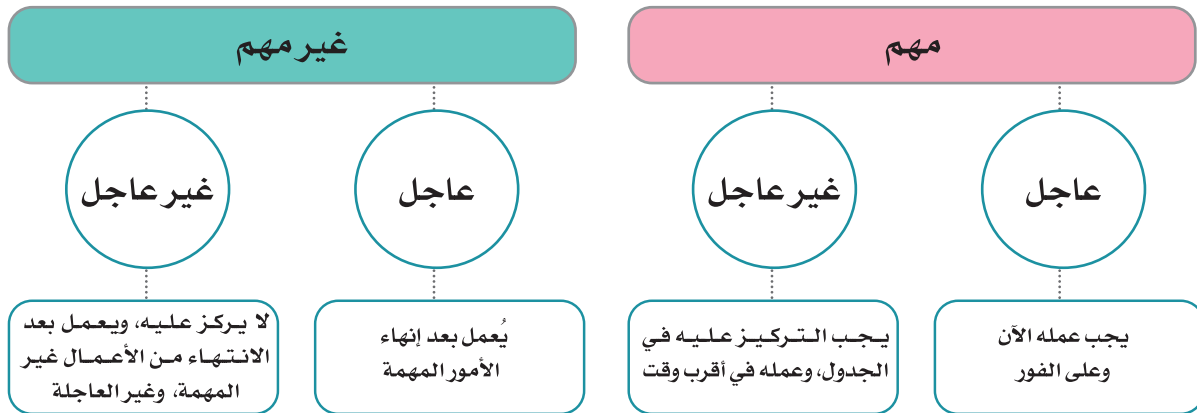 مهم
غير مهم
عاجل
غير عاجل
عاجل
غير عاجل
يجب عمله الآن
وعلى الفور
يجب التركيز عليه في
الجدول، وعمله في أقرب وقت
يُعمل بعد إنهاء
الأمور المهمة
لا يركز عليه، ويعمل بعد
الانتهاء من الأعمال غير
المهمة، وغير العاجلة